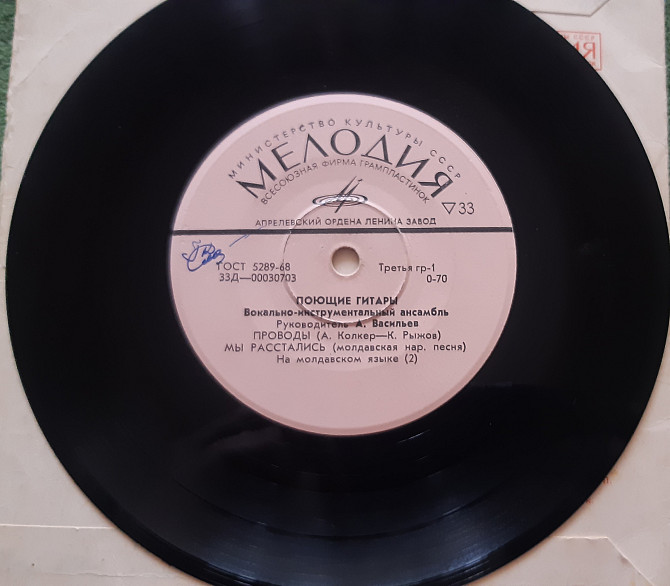 МИНИСТЕРСТВО КУЛЬТУРЫ СССР
МЕЛОДИЯ
ВСЕСОЮЗНАЯ ФИРМА ГРАМПЛАСТИНОК
▽33
АПРЕЛЕВСКИЙ ОРДЕНА ЛЕНИНА ЗАВОД
ГОСТ 5289-68 Третья гр-1
33Д—00030703 0-70
ПОЮЩИЕ ГИТАРЫ
Вокально-инструментальный ансамбль
Руководитель А. Васильев
ПРОВОДЫ (А. Колкер—К. Рыжов)
МЫ РАССТАЛИСЬ (молдавская нар. песня)
На молдавском языке (2)